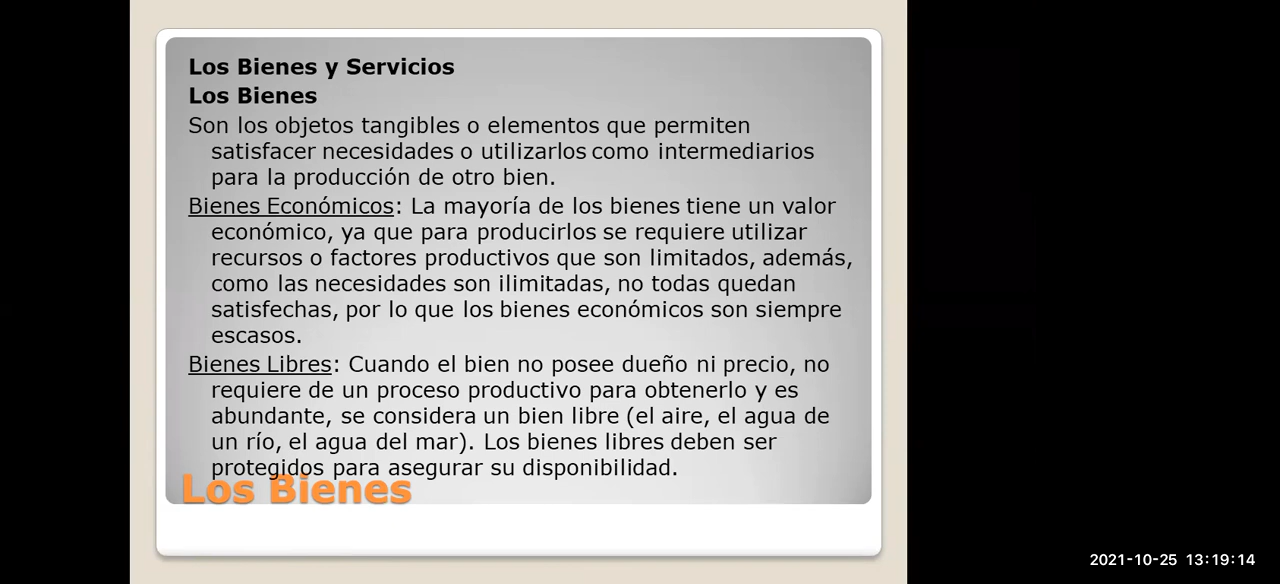 Los Bienes y Servicios
Los Bienes
Son los objetos tangibles o elementos que permiten
satisfacer necesidades o utilizarlos como intermediarios
para la producción de otro bien.
Bienes Económicos: La mayoría de los bienes tiene un valor
económico, ya que para producirlos se requiere utilizar
recursos o factores productivos que son limitados, además,
como las necesidades son ilimitadas, no todas quedan
satisfechas, por lo que los bienes económicos son siempre
escasos.
Bienes Libres: Cuando el bien no posee dueño ni precio, no
requiere de un proceso productivo para obtenerlo y es
abundante, se considera un bien libre (el aire, el agua de
un río, el agua del mar). Los bienes libres deben ser
protegidos para asegurar su disponibilidad.
Los Bienes
2021-10-25 13:19:14